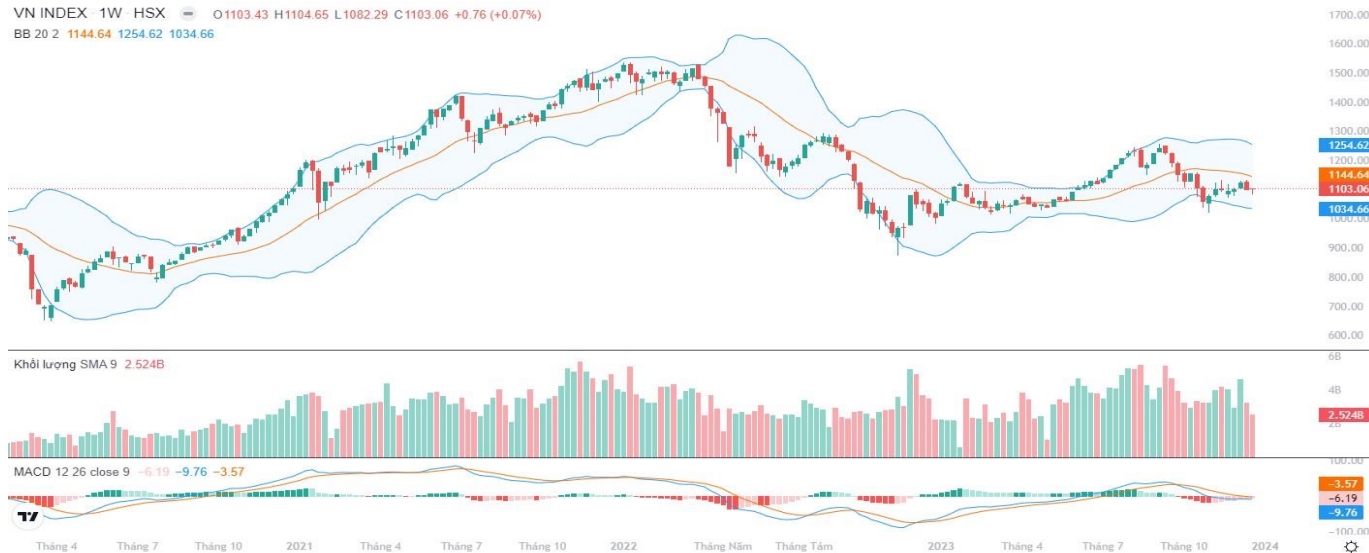 VN INDEX · 1W · HSX O1103.43 H1104.65 L1082.29 C1103.06 +0.76 (+0.07%)
BB 20 2 1144.64 1254.62 1034.66
1700.00
1600.00
1500.00
1400.00
1300.00
1254.62
1200.00
1144.64
1103.06
1034.66
1000.00
900.00
800.00
700.00
600.00
Khối lượng SMA 9 2.524B
6B
4B
2.524B
2B
MACD 12 26 close 9 −6.19 −9.76 −3.57
100.00
−3.57
−6.19
−9.76
−100.00
Tháng 4 Tháng 7 Tháng 10 2021 Tháng 4 Tháng 7 Tháng 10 2022 Tháng Năm Tháng Tám 2023 Tháng 4 Tháng 7 Tháng 10 2024